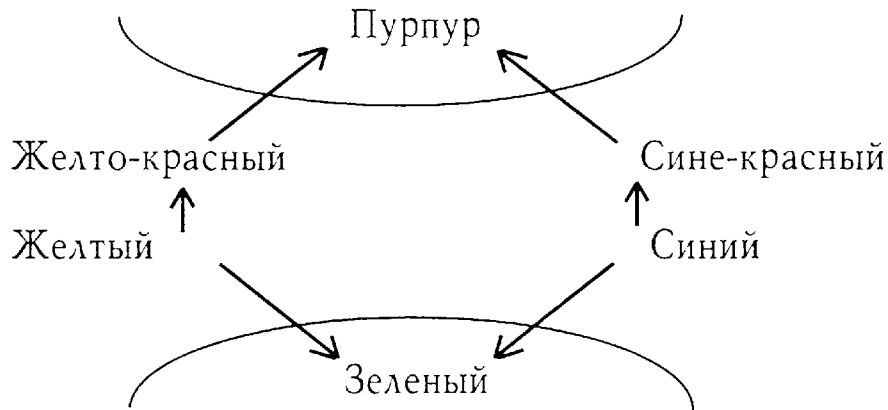 Пурпур
Желто-красный Сине-красный
Желтый Синий
Зеленый